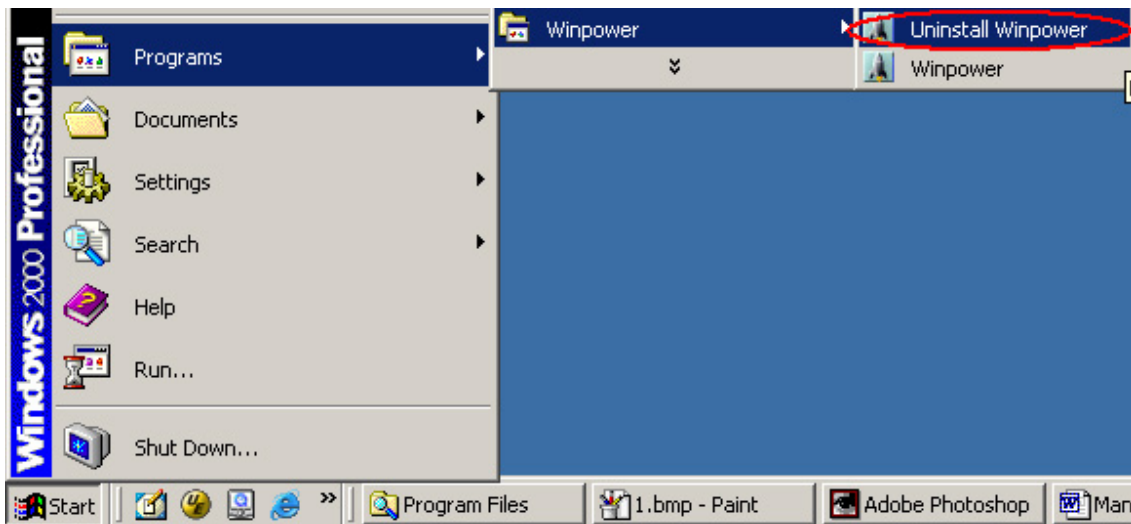 Windows 2000 Professional
Programs
Documents
Settings
Search
Help
Run...
Shut Down...
Winpower
Uninstall Winpower
Winpower
Start
»
Program Files
1.bmp - Paint
Adobe Photoshop
Man